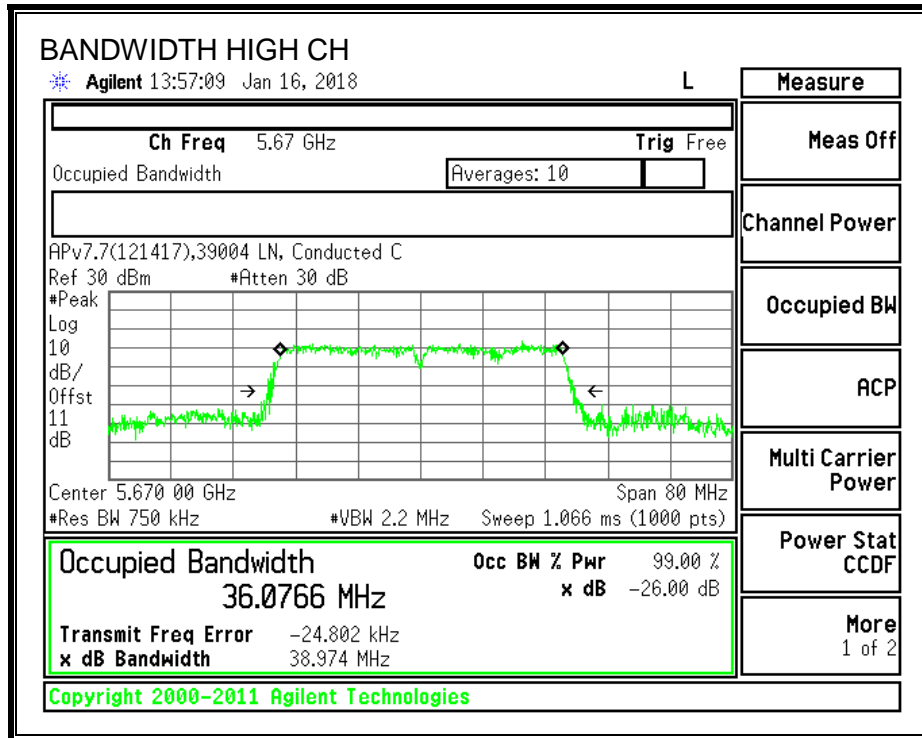 BANDWIDTH HIGH CH
Agilent 13:57:09 Jan 16, 2018 L
Measure
Ch Freq 5.67 GHz Trig Free
Meas Off
Occupied Bandwidth Averages: 10
Channel Power
APv7.7(121417),39004 LN, Conducted C
Ref 30 dBm #Atten 30 dB
#Peak
Log
10
dB/
Offst
11
dB
Occupied BW
ACP
Multi Carrier
Power
Center 5.670 00 GHz Span 80 MHz
#Res BW 750 kHz #VBW 2.2 MHz Sweep 1.066 ms (1000 pts)
Power Stat
CCDF
Occupied Bandwidth Occ BW % Pwr 99.00 %
36.0766 MHz x dB -26.00 dB
Transmit Freq Error -24.802 kHz
x dB Bandwidth 38.974 MHz
More
1 of 2
Copyright 2000-2011 Agilent Technologies